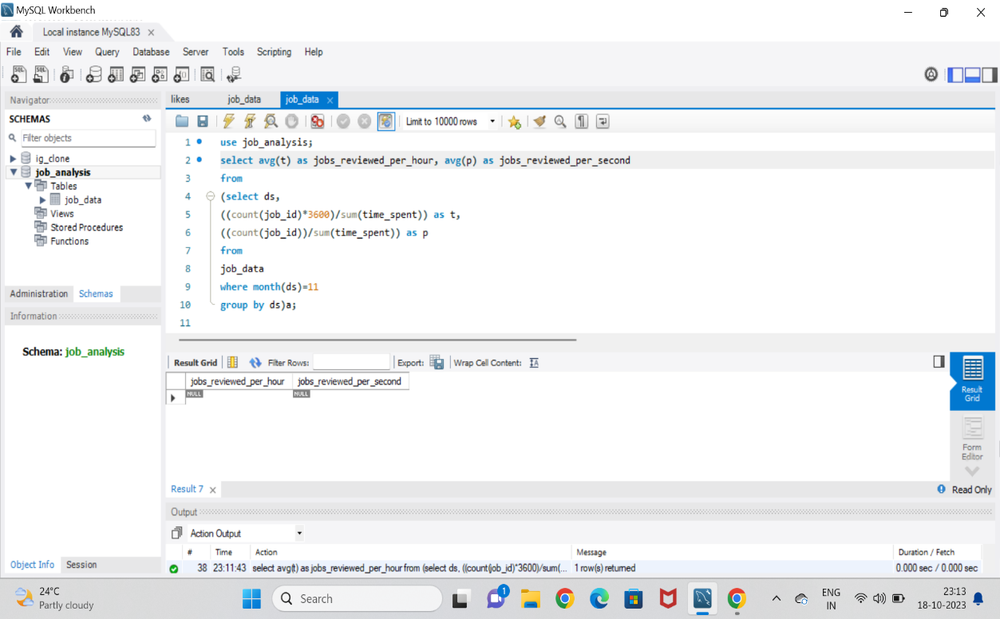 MySQL Workbench
Local instance MySQL83
File Edit View Query Database Server Tools Scripting Help
Navigator
SCHEMAS
Filter objects
ig_clone
job_analysis
Tables
job_data
Views
Stored Procedures
Functions
Administration Schemas
Information
Schema: job_analysis
Object Info Session
likes job_data job_data
Limit to 10000 rows
1 use job_analysis;
2 select avg(t) as jobs_reviewed_per_hour, avg(p) as jobs_reviewed_per_second
3 from
4 (select ds,
5 ((count(job_id)*3600)/sum(time_spent)) as t,
6 ((count(job_id))/sum(time_spent)) as p
7 from
8 job_data
9 where month(ds)=11
10 group by ds)a;
11
Result Grid Filter Rows: Export: Wrap Cell Content:
jobs_reviewed_per_hour jobs_reviewed_per_second
NULL NULL
Result
Grid
Form
Editor
Result 7 Read Only
Output
Action Output
# Time Action Message Duration / Fetch
38 23:11:43 select avg(t) as jobs_reviewed_per_hour from (select ds, ((count(job_id)*3600)/sum(... 1 row(s) returned 0.000 sec / 0.000 sec
24°C
Partly cloudy
Search
1
ENG
IN
23:13
18-10-2023